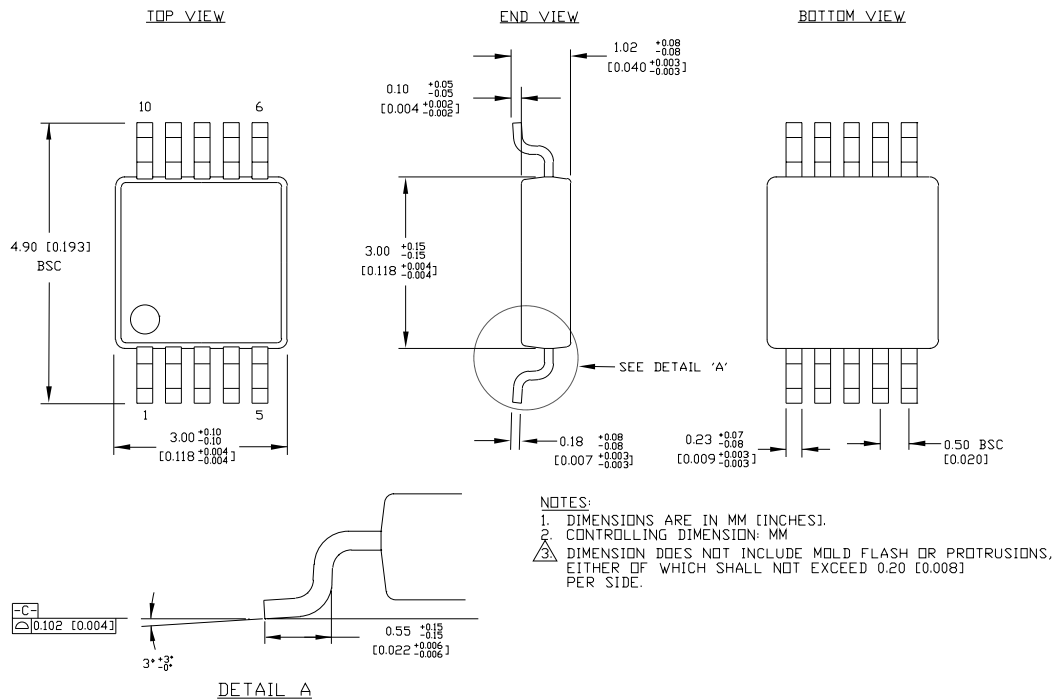 TOP VIEW
END VIEW
BOTTOM VIEW
1.02 +0.08 -0.08
[0.040 +0.003 -0.003]
0.10 +0.05 -0.05
[0.004 +0.002 -0.002]
10
6
4.90 [0.193]
BSC
3.00 +0.15 -0.15
[0.118 +0.004 -0.004]
SEE DETAIL 'A'
1
5
3.00 +0.10 -0.10
[0.118 +0.004 -0.004]
0.18 +0.08 -0.08
[0.007 +0.003 -0.003]
0.23 +0.07 -0.08
[0.009 +0.003 -0.003]
0.50 BSC
[0.020]
NOTES:
1. DIMENSIONS ARE IN MM [INCHES].
2. CONTROLLING DIMENSION: MM
3. DIMENSION DOES NOT INCLUDE MOLD FLASH OR PROTRUSIONS,
EITHER OF WHICH SHALL NOT EXCEED 0.20 [0.008]
PER SIDE.
-C-
0.102 [0.004]
3° +3° -0°
0.55 +0.15 -0.15
[0.022 +0.006 -0.006]
DETAIL A